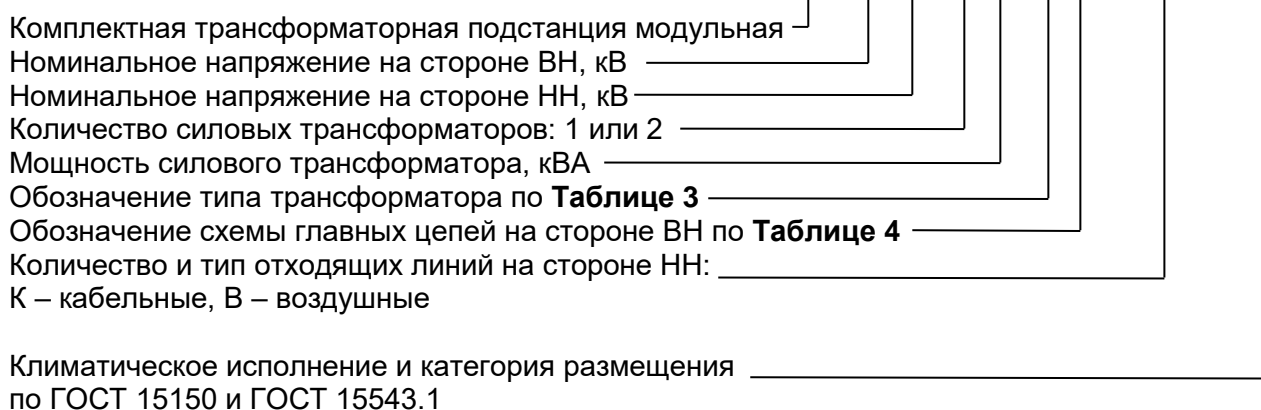 Комплектная трансформаторная подстанция модульная
Номинальное напряжение на стороне ВН, кВ
Номинальное напряжение на стороне НН, кВ
Количество силовых трансформаторов: 1 или 2
Мощность силового трансформатора, кВА
Обозначение типа трансформатора по Таблице 3
Обозначение схемы главных цепей на стороне ВН по Таблице 4
Количество и тип отходящих линий на стороне НН:
К – кабельные, В – воздушные
Климатическое исполнение и категория размещения
по ГОСТ 15150 и ГОСТ 15543.1